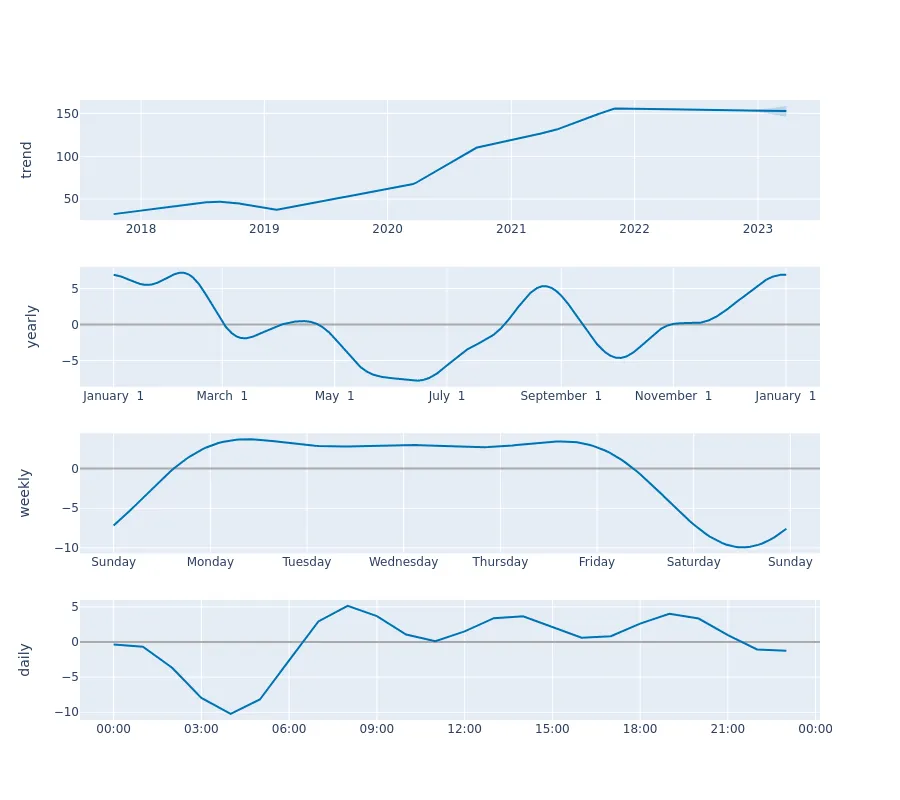 trend
150
100
50
2018 2019 2020 2021 2022 2023
yearly
5
0
−5
January 1 March 1 May 1 July 1 September 1 November 1 January 1
weekly
0
−5
−10
Sunday Monday Tuesday Wednesday Thursday Friday Saturday Sunday
daily
5
0
−5
−10
00:00 03:00 06:00 09:00 12:00 15:00 18:00 21:00 00:00